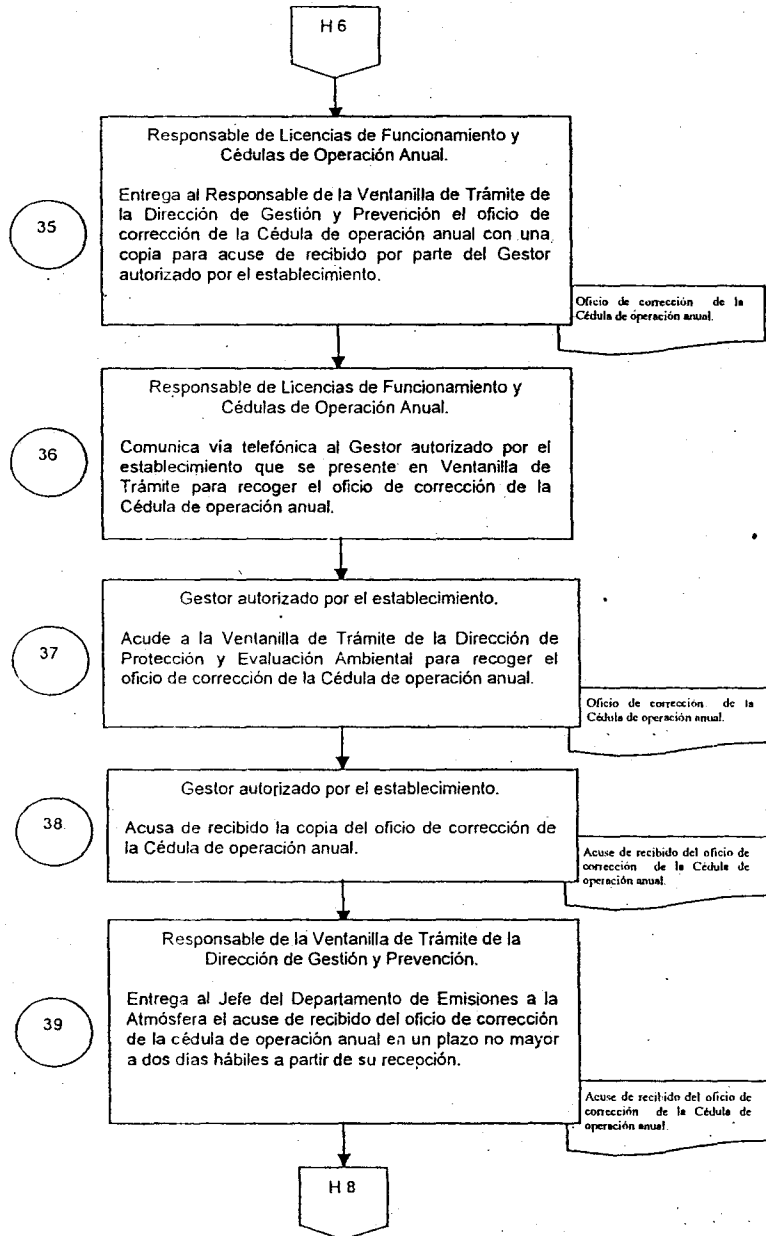 H 6
Responsable de Licencias de Funcionamiento y
Cédulas de Operación Anual.
35
Entrega al Responsable de la Ventanilla de Trámite de
la Dirección de Gestión y Prevención el oficio de
corrección de la Cédula de operación anual con una
copia para acuse de recibido por parte del Gestor
autorizado por el establecimiento.
Oficio de corrección de la
Cédula de operación anual.
Responsable de Licencias de Funcionamiento y
Cédulas de Operación Anual.
36
Comunica vía telefónica al Gestor autorizado por el
establecimiento que se presente en Ventanilla de
Trámite para recoger el oficio de corrección de la
Cédula de operación anual.
Gestor autorizado por el establecimiento.
37
Acude a la Ventanilla de Trámite de la Dirección de
Protección y Evaluación Ambiental para recoger el
oficio de corrección de la Cédula de operación anual.
Oficio de corrección de la
Cédula de operación anual.
Gestor autorizado por el establecimiento.
38
Acusa de recibido la copia del oficio de corrección de
la Cédula de operación anual.
Acuse de recibido del oficio de
corrección de la Cédula de
operación anual.
Responsable de la Ventanilla de Trámite de la
Dirección de Gestión y Prevención.
39
Entrega al Jefe del Departamento de Emisiones a la
Atmósfera el acuse de recibido del oficio de corrección
de la cédula de operación anual en un plazo no mayor
a dos días hábiles a partir de su recepción.
Acuse de recibido del oficio de
corrección de la Cédula de
operación anual.
H 8